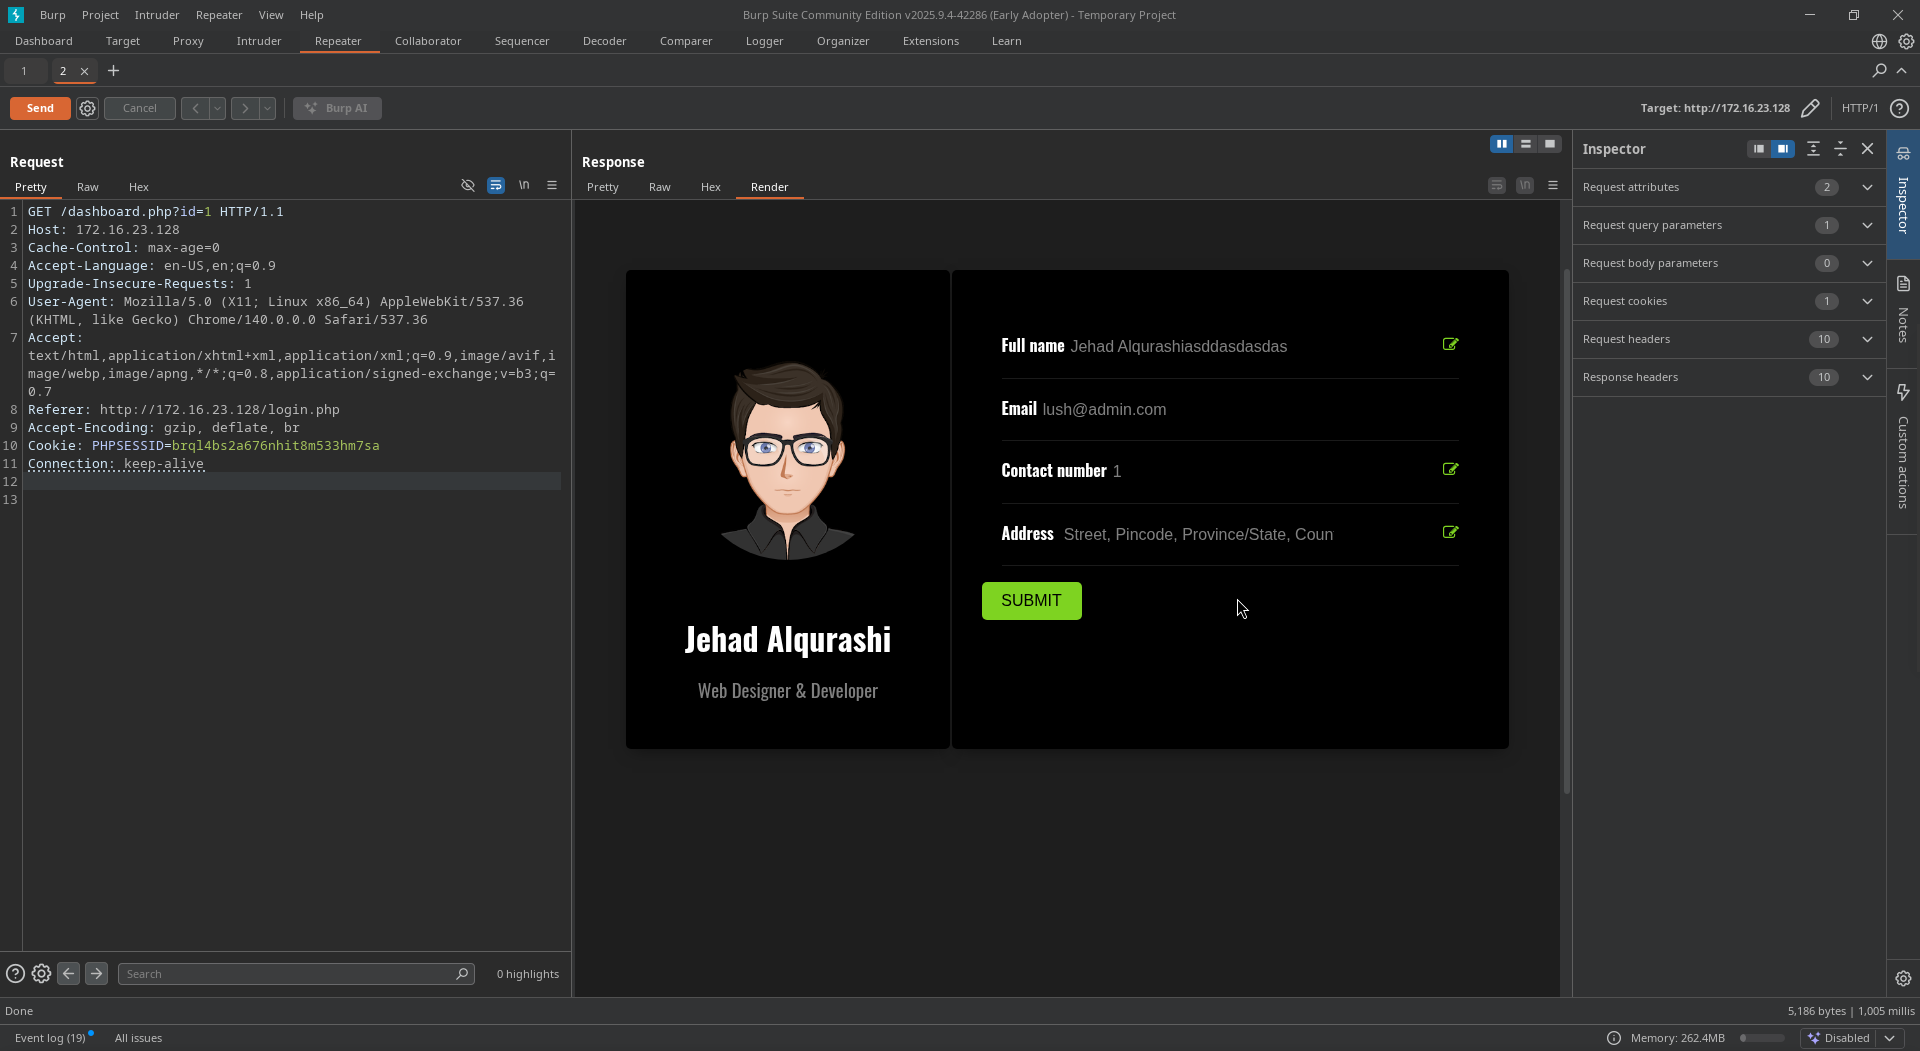 Burp Project Intruder Repeater View Help
Burp Suite Community Edition v2025.9.4-42286 (Early Adopter) - Temporary Project
Dashboard Target Proxy Intruder Repeater Collaborator Sequencer Decoder Comparer Logger Organizer Extensions Learn
1 2
Send Cancel Burp AI
Target: http://172.16.23.128 HTTP/1
Request
Pretty Raw Hex
\n
1 GET /dashboard.php?id=1 HTTP/1.1
2 Host: 172.16.23.128
3 Cache-Control: max-age=0
4 Accept-Language: en-US,en;q=0.9
5 Upgrade-Insecure-Requests: 1
6 User-Agent: Mozilla/5.0 (X11; Linux x86_64) AppleWebKit/537.36
(KHTML, like Gecko) Chrome/140.0.0.0 Safari/537.36
7 Accept:
text/html,application/xhtml+xml,application/xml;q=0.9,image/avif,i
mage/webp,image/apng,*/*;q=0.8,application/signed-exchange;v=b3;q=
0.7
8 Referer: http://172.16.23.128/login.php
9 Accept-Encoding: gzip, deflate, br
10 Cookie: PHPSESSID=brql4bs2a676nhit8m533hm7sa
11 Connection: keep-alive
12
13
Search
0 highlights
Response
Pretty Raw Hex Render
\n
Jehad Alqurashi
Web Designer & Developer
Full name Jehad Alqurashiasddasdasdas
Email lush@admin.com
Contact number 1
Address Street, Pincode, Province/State, Coun
SUBMIT
Inspector
Request attributes 2
Request query parameters 1
Request body parameters 0
Request cookies 1
Request headers 10
Response headers 10
Inspector
Notes
Custom actions
Done
5,186 bytes | 1,005 millis
Event log (19) All issues
Memory: 262.4MB
Disabled